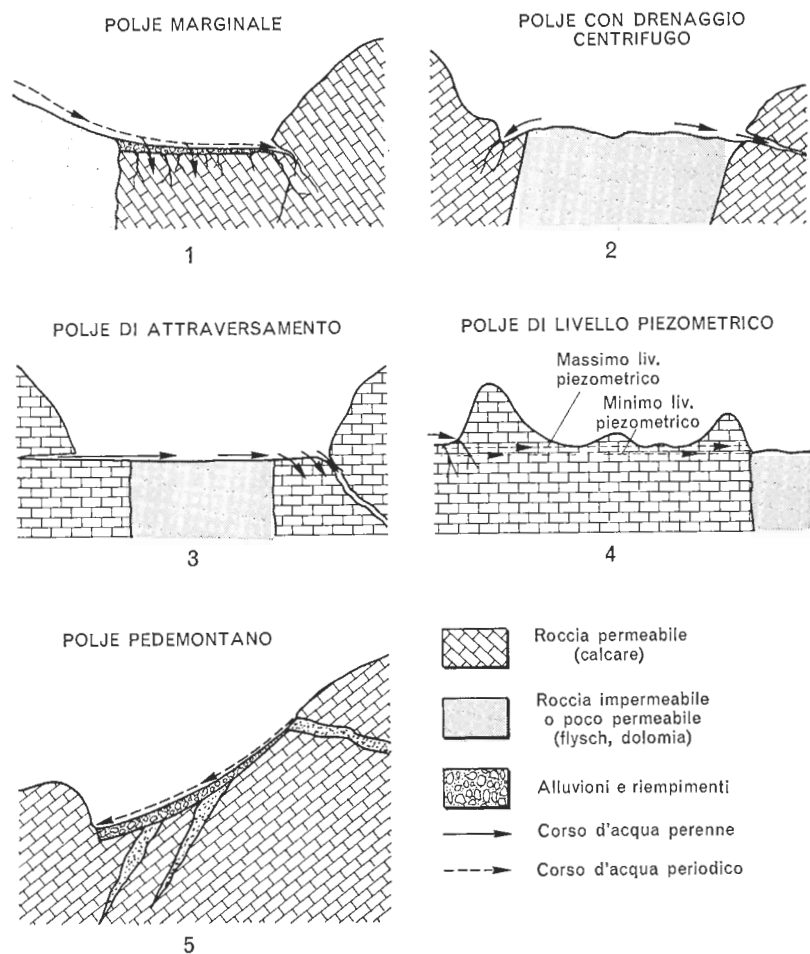 POLJE MARGINALE
1
POLJE CON DRENAGGIO
CENTRIFUGO
2
POLJE DI ATTRAVERSAMENTO
3
POLJE DI LIVELLO PIEZOMETRICO
Massimo liv.
piezometrico
Minimo liv.
piezometrico
4
POLJE PEDEMONTANO
5
Roccia permeabile
(calcare)
Roccia impermeabile
o poco permeabile
(flysch, dolomia)
Alluvioni e riempimenti
Corso d'acqua perenne
Corso d'acqua periodico